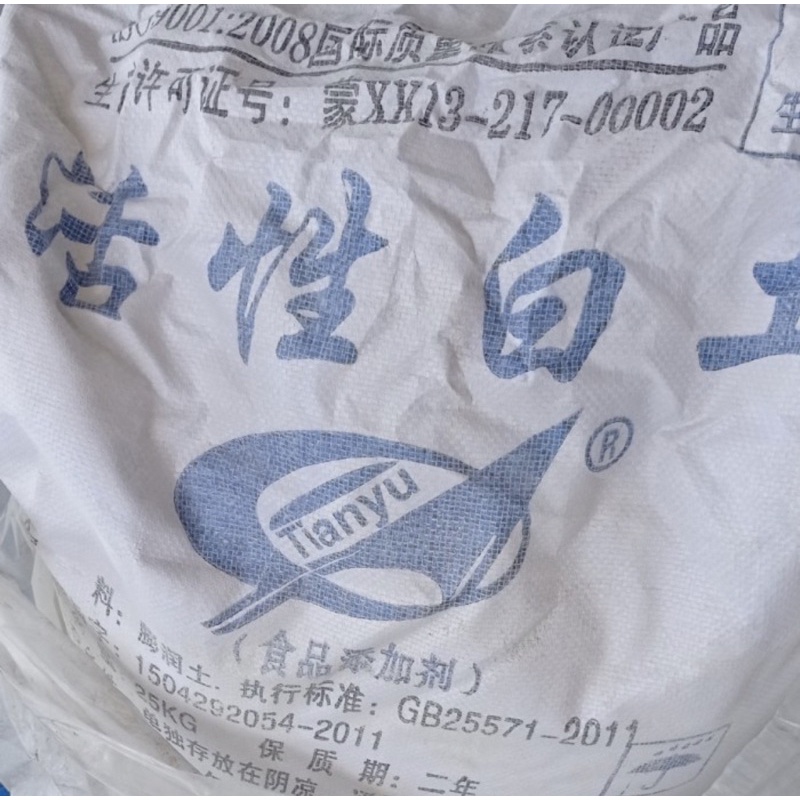 9001:2008国际质量体系认证产品
生产许可证号：蒙XK13-217-00002
生
活性白土
®
Tianyu
（食品添加剂）
料：膨润土. 执行标准：GB25571-2011
1504292054-2011
25KG 保质期：二年
单独存放在阴凉